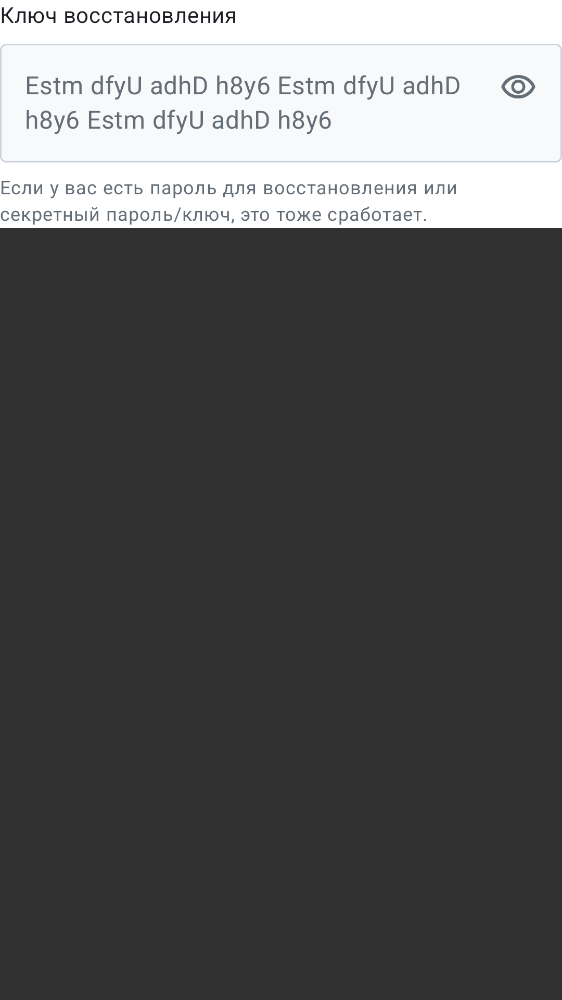 Ключ восстановления
Estm dfyU adhD h8y6 Estm dfyU adhD
h8y6 Estm dfyU adhD h8y6
Если у вас есть пароль для восстановления или
секретный пароль/ключ, это тоже сработает.